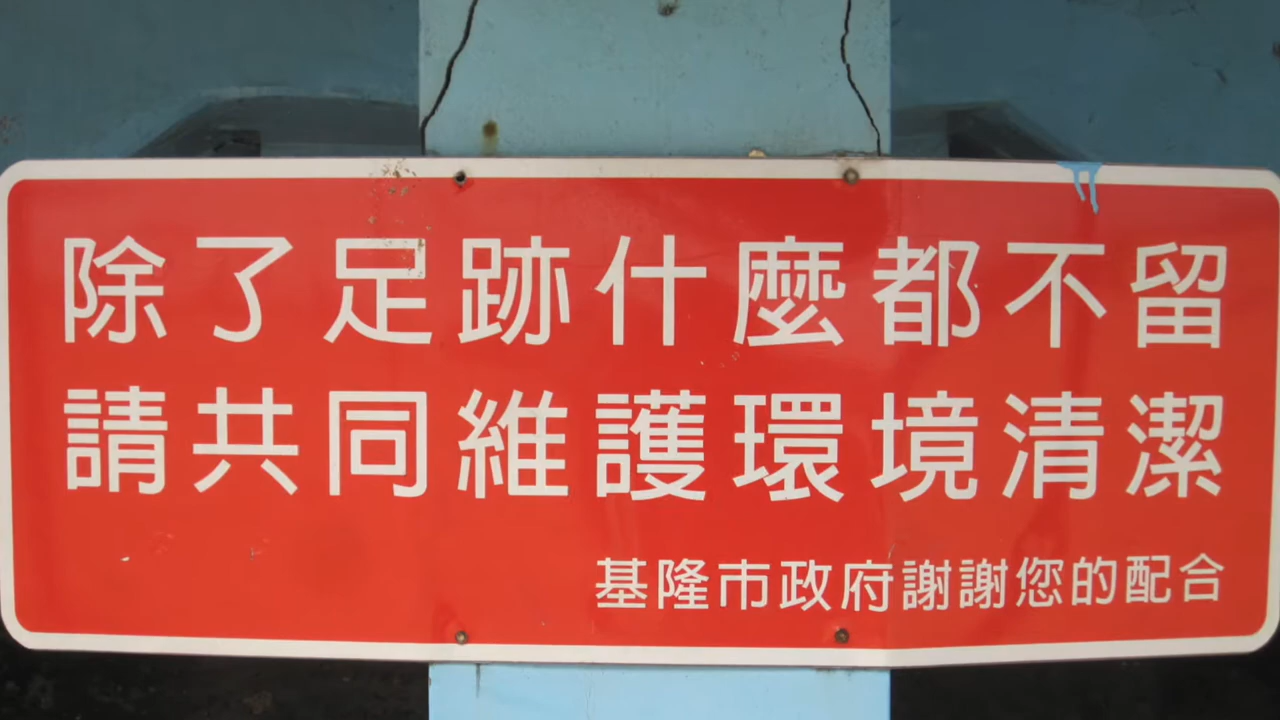 除了足跡什麼都不留
請共同維護環境清潔
基隆市政府謝謝您的配合